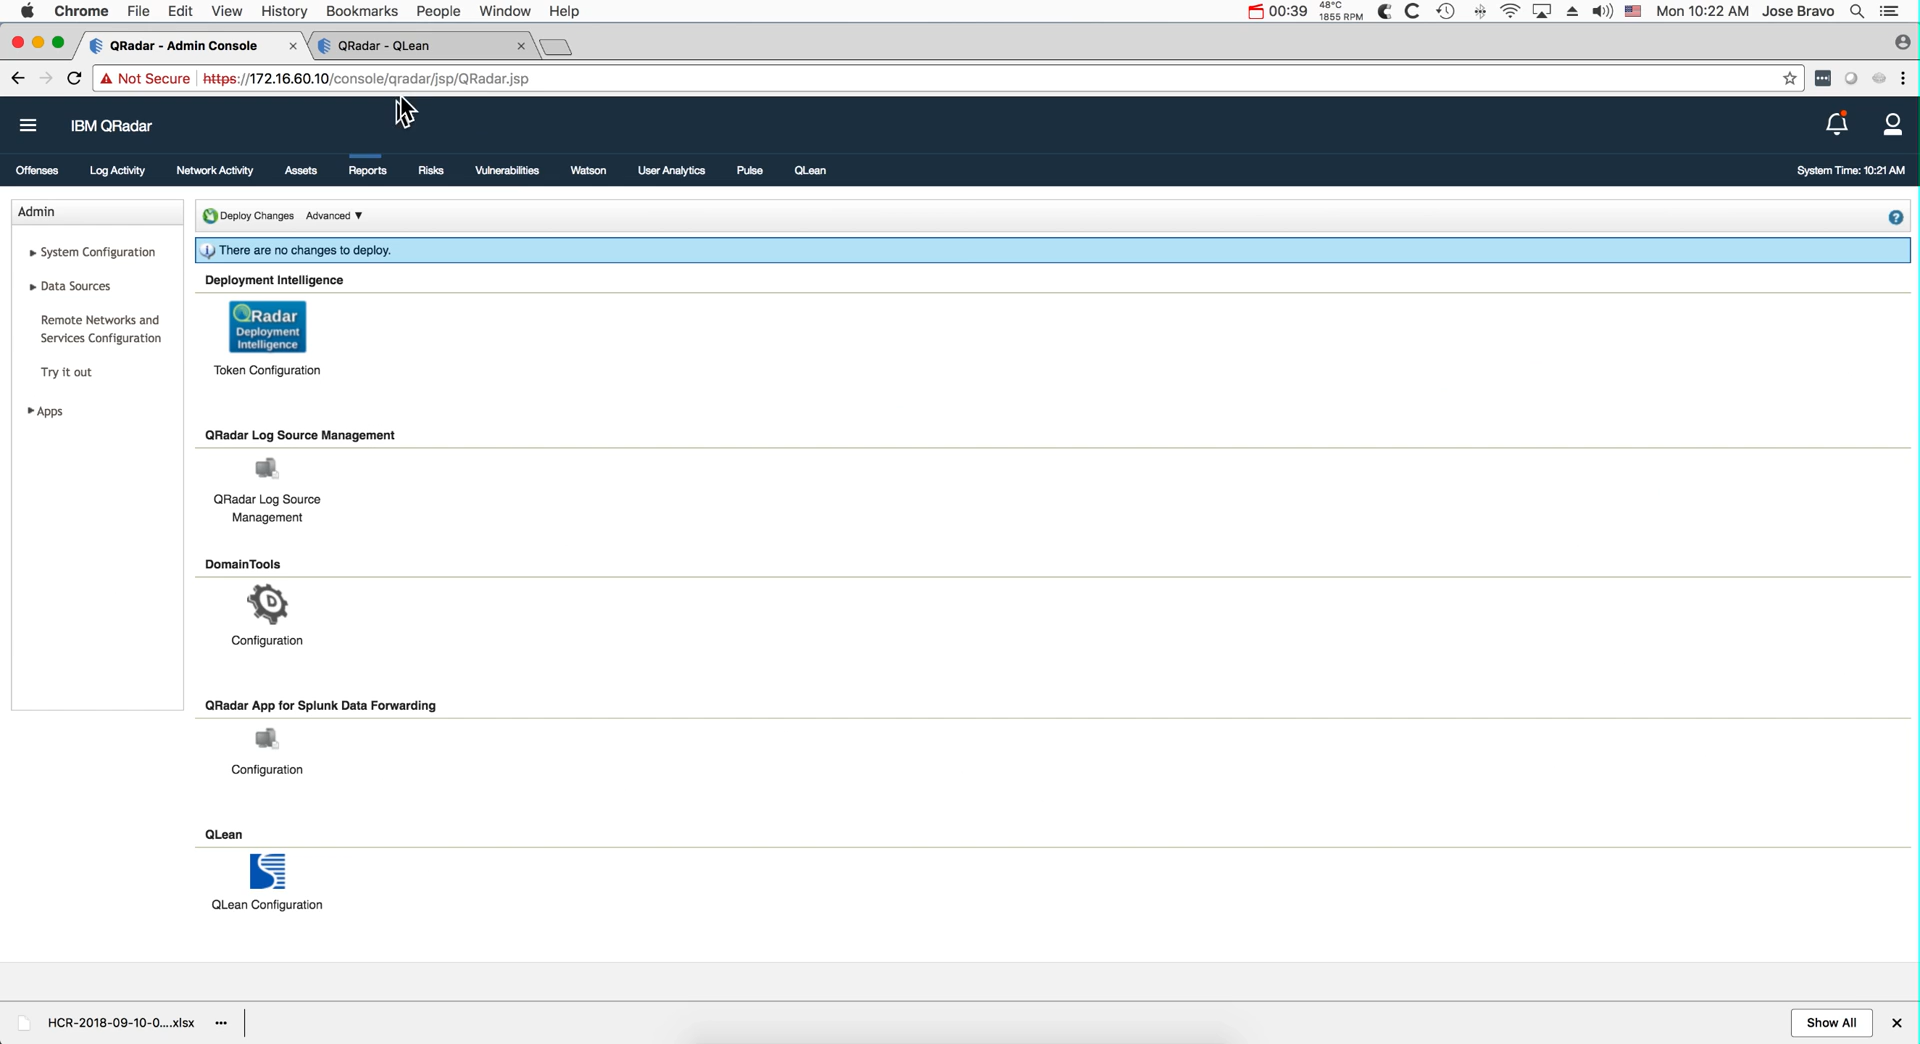 Chrome File Edit View History Bookmarks People Window Help 00:39 48°C 1855 RPM Mon 10:22 AM Jose Bravo
QRadar - Admin Console QRadar - QLean
Not Secure https://172.16.60.10/console/qradar/jsp/QRadar.jsp
IBM QRadar
Offenses Log Activity Network Activity Assets Reports Risks Vulnerabilities Watson User Analytics Pulse QLean System Time: 10:21 AM
Admin
System Configuration
Data Sources
Remote Networks and
Services Configuration
Try it out
Apps
Deploy Changes Advanced ▼
There are no changes to deploy.
Deployment Intelligence
QRadar
Deployment
Intelligence
Token Configuration
QRadar Log Source Management
QRadar Log Source
Management
DomainTools
D
Configuration
QRadar App for Splunk Data Forwarding
Configuration
QLean
QLean Configuration
HCR-2018-09-10-0....xlsx Show All